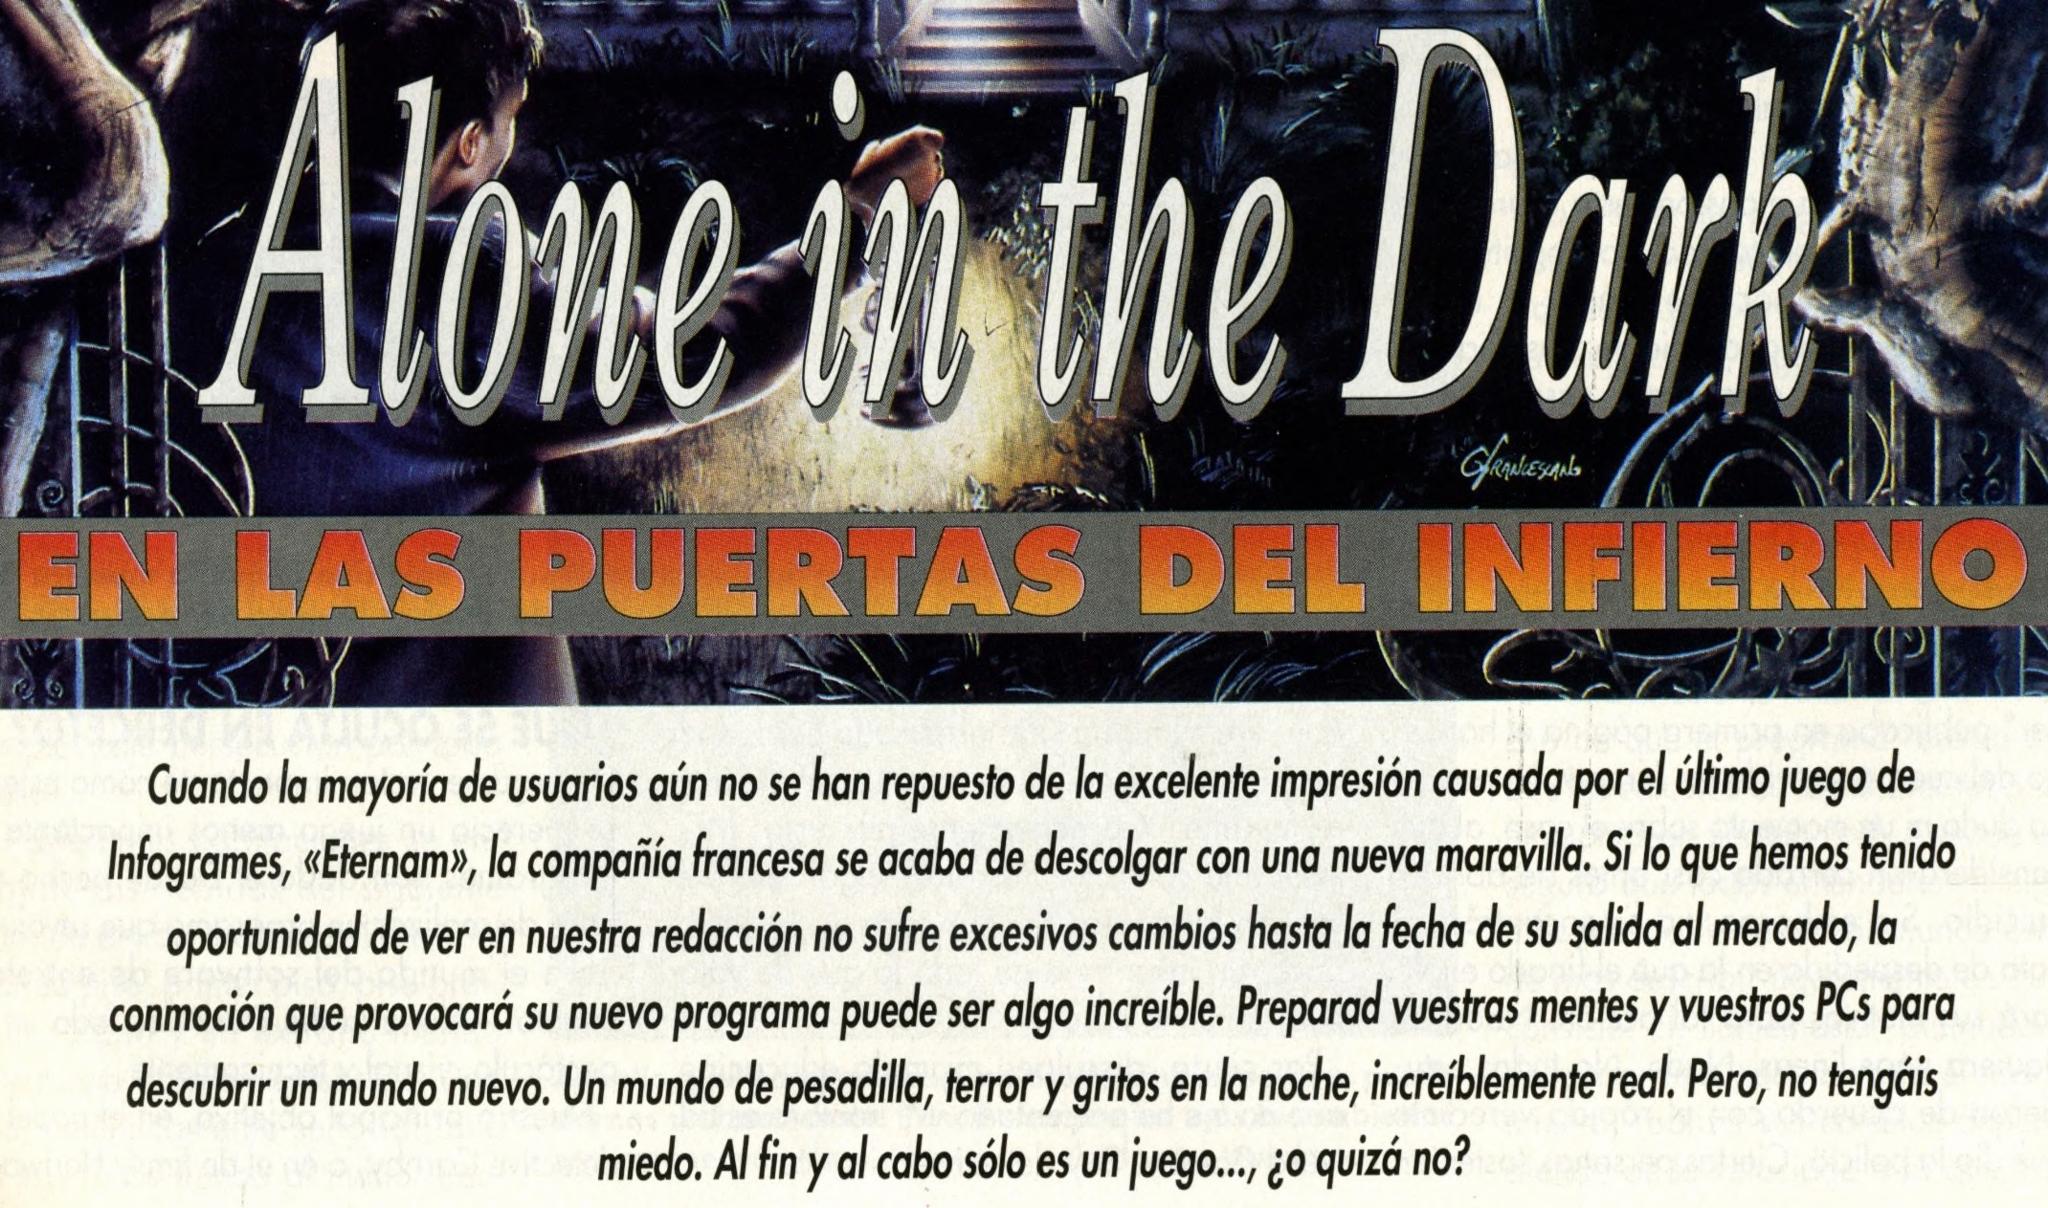 Alone in the Dark
G. FRANCESCANO
EN LAS PUERTAS DEL INFIERNO
Cuando la mayoría de usuarios aún no se han repuesto de la excelente impresión causada por el último juego de
Infogrames, «Eternam», la compañía francesa se acaba de descolgar con una nueva maravilla. Si lo que hemos tenido
oportunidad de ver en nuestra redacción no sufre excesivos cambios hasta la fecha de su salida al mercado, la
conmoción que provocará su nuevo programa puede ser algo increíble. Preparad vuestras mentes y vuestros PCs para
descubrir un mundo nuevo. Un mundo de pesadilla, terror y gritos en la noche, increíblemente real. Pero, no tengáis
miedo. Al fin y al cabo sólo es un juego..., ¿o quizá no?